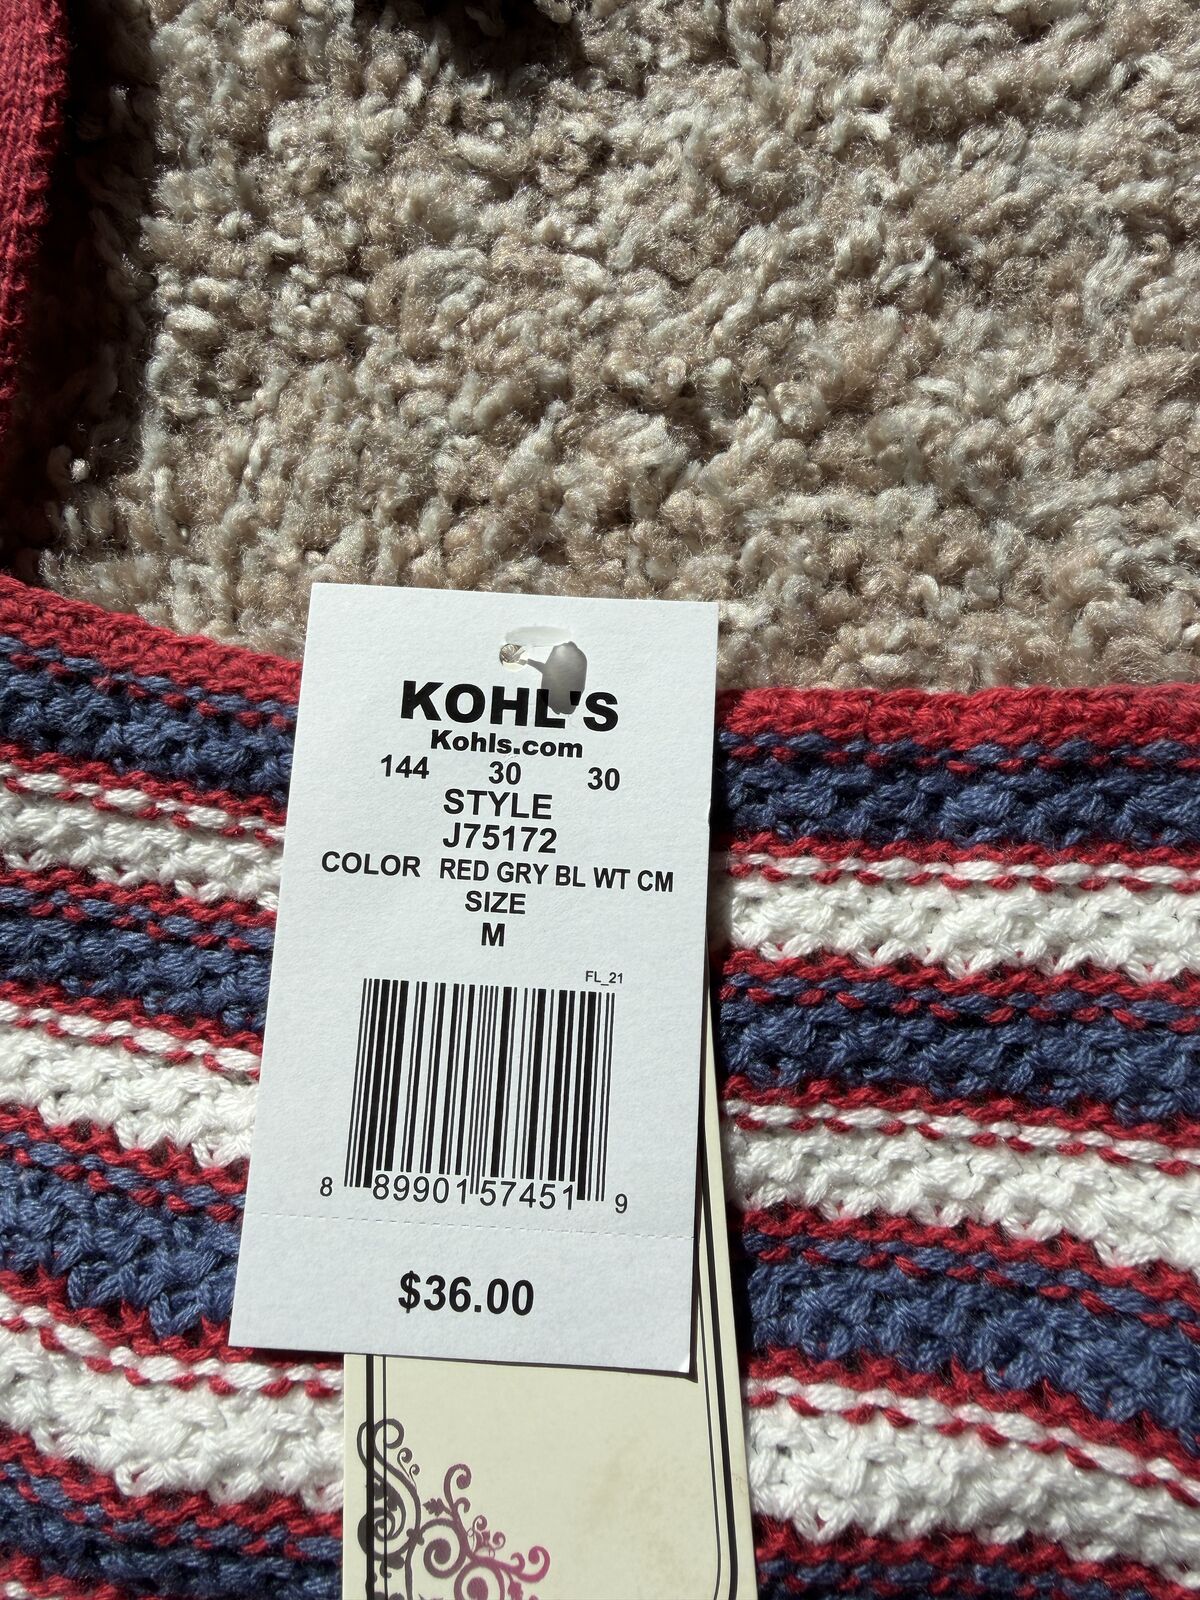 KOHL'S
Kohls.com
144 30 30
STYLE
J75172
COLOR RED GRY BL WT CM
SIZE
M
FL_21
8 89901 57451 9
$36.00